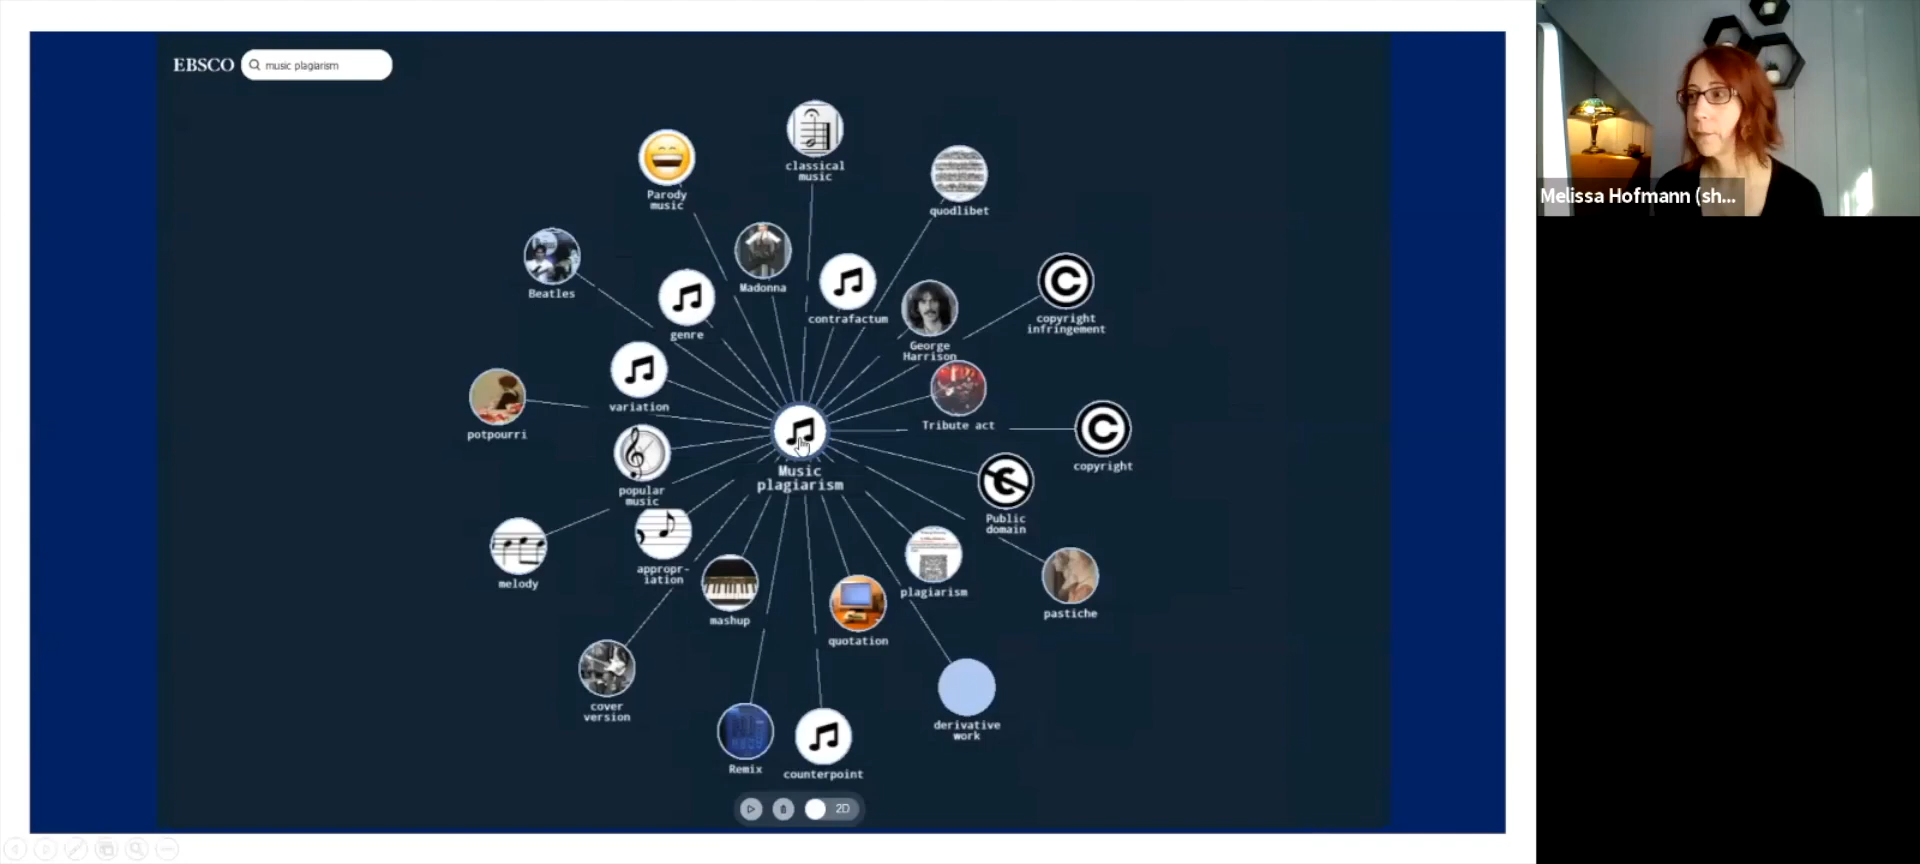 EBSCO
music plagiarism
Melissa Hofmann (sh...
classical
music
Parody
music
quodlibet
Beatles
Madonna
contrafactum
genre
copyright
infringement
George
Harrison
variation
potpourri
Tribute act
copyright
Music
plagiarism
popular
music
Public
domain
melody
appropr-
iation
mashup
plagiarism
pastiche
quotation
cover
version
derivative
work
Remix
counterpoint
2D